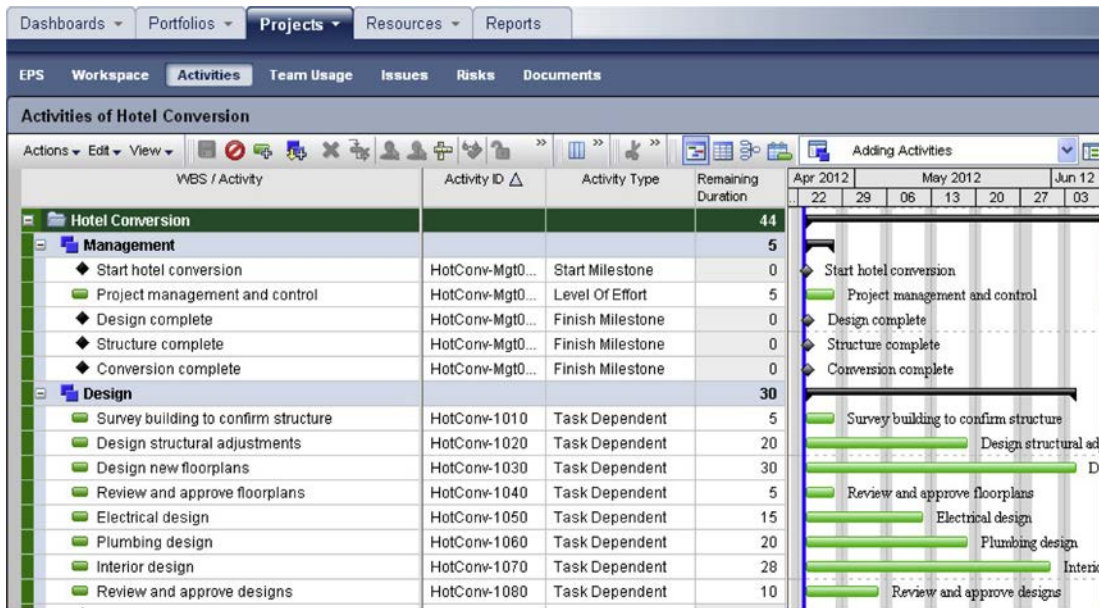 Dashboards Portfolios Projects Resources Reports
EPS Workspace Activities Team Usage Issues Risks Documents
Activities of Hotel Conversion
Actions Edit View » » » Adding Activities
WBS / Activity Activity ID △ Activity Type Remaining Duration Apr 2012 May 2012 Jun 12
22 29 06 13 20 27 03
Hotel Conversion 44
Management 5
Start hotel conversion HotConv-Mgt0... Start Milestone 0 Start hotel conversion
Project management and control HotConv-Mgt0... Level Of Effort 5 Project management and control
Design complete HotConv-Mgt0... Finish Milestone 0 Design complete
Structure complete HotConv-Mgt0... Finish Milestone 0 Structure complete
Conversion complete HotConv-Mgt0... Finish Milestone 0 Conversion complete
Design 30
Survey building to confirm structure HotConv-1010 Task Dependent 5 Survey building to confirm structure
Design structural adjustments HotConv-1020 Task Dependent 20 Design structural ad
Design new floorplans HotConv-1030 Task Dependent 30 D
Review and approve floorplans HotConv-1040 Task Dependent 5 Review and approve floorplans
Electrical design HotConv-1050 Task Dependent 15 Electrical design
Plumbing design HotConv-1060 Task Dependent 20 Plumbing design
Interior design HotConv-1070 Task Dependent 28 Interio
Review and approve designs HotConv-1080 Task Dependent 10 Review and approve designs